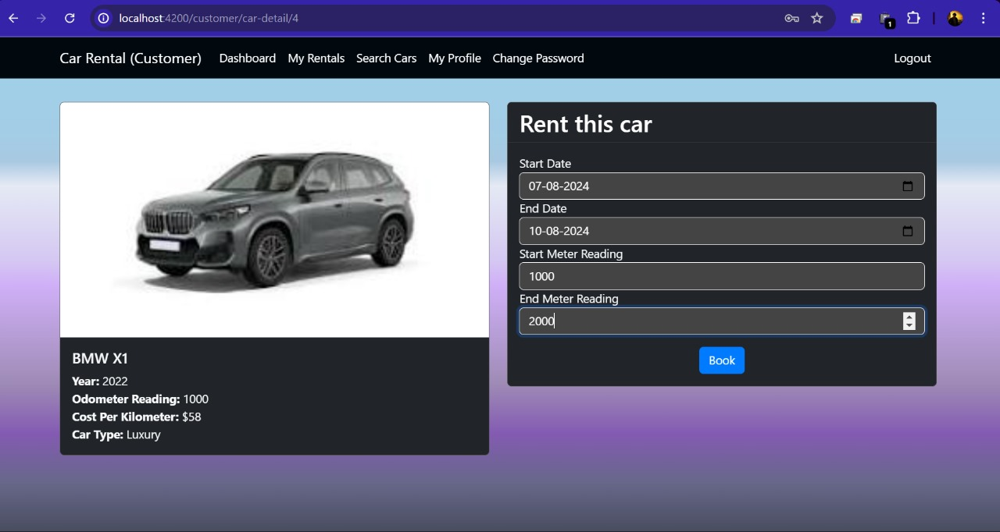 localhost:4200/customer/car-detail/4
1
Car Rental (Customer) Dashboard My Rentals Search Cars My Profile Change Password Logout
BMW X1
Year: 2022
Odometer Reading: 1000
Cost Per Kilometer: $58
Car Type: Luxury
Rent this car
Start Date
07-08-2024
End Date
10-08-2024
Start Meter Reading
1000
End Meter Reading
2000
Book